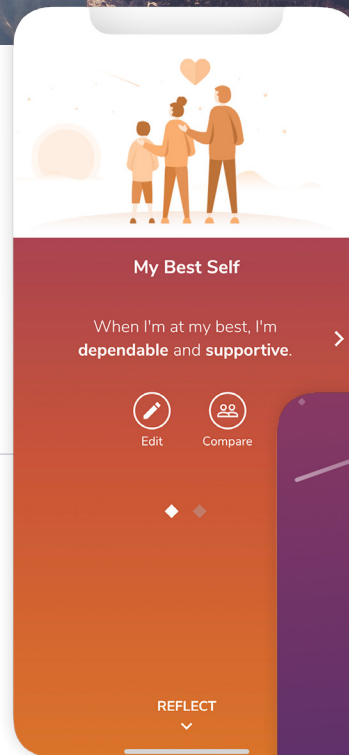 My Best Self
When I'm at my best, I'm
dependable and supportive.
Edit
Compare
REFLECT